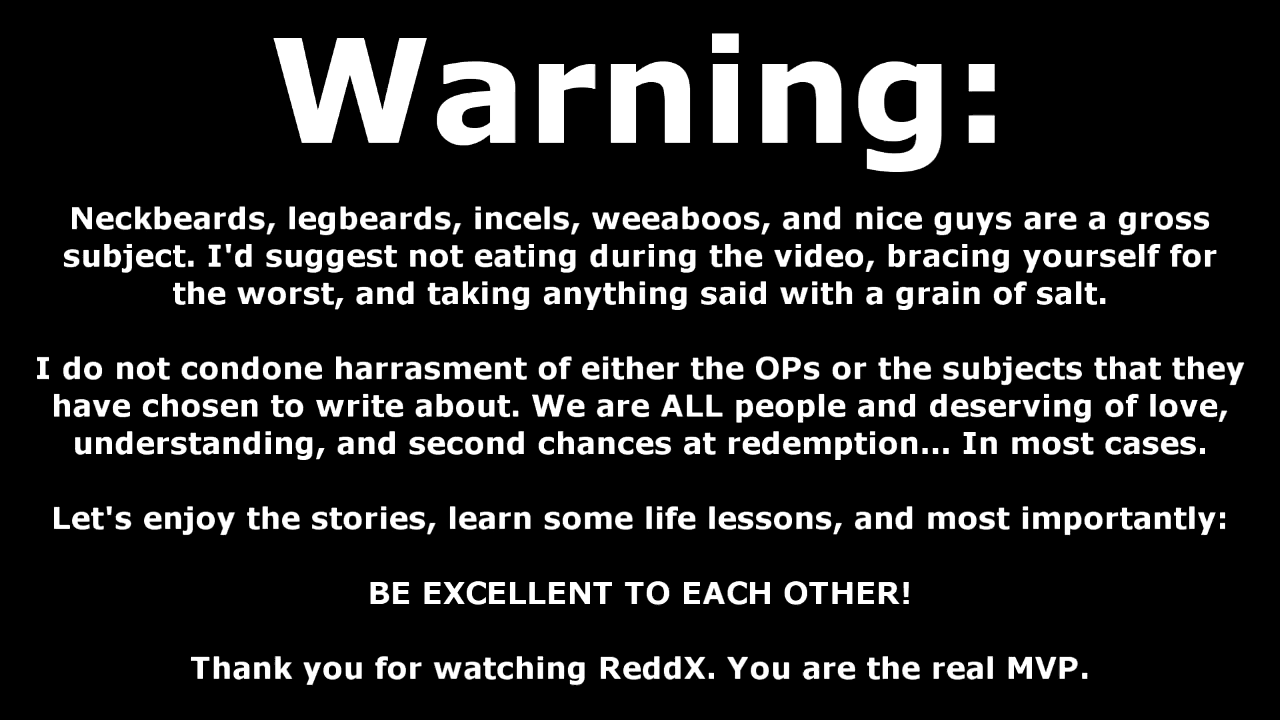 Warning:
Neckbeards, legbeards, incels, weeaboos, and nice guys are a gross
subject. I'd suggest not eating during the video, bracing yourself for
the worst, and taking anything said with a grain of salt.
I do not condone harrasment of either the OPs or the subjects that they
have chosen to write about. We are ALL people and deserving of love,
understanding, and second chances at redemption... In most cases.
Let's enjoy the stories, learn some life lessons, and most importantly:
BE EXCELLENT TO EACH OTHER!
Thank you for watching ReddX. You are the real MVP.